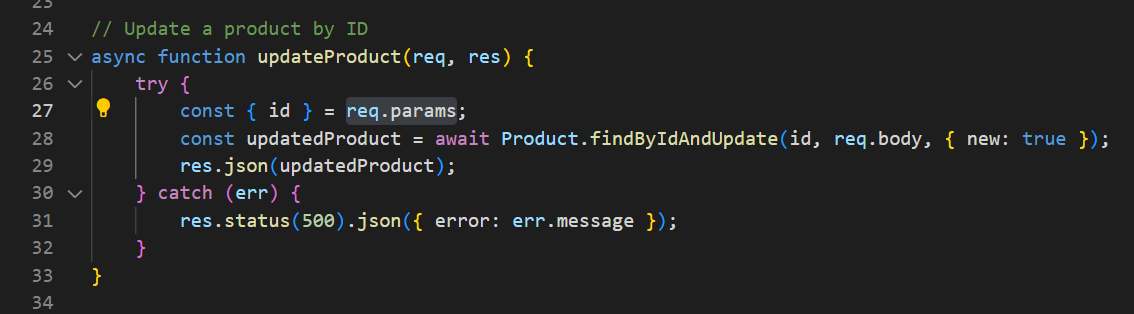 23
24 // Update a product by ID
25 async function updateProduct(req, res) {
26     try {
27         const { id } = req.params;
28         const updatedProduct = await Product.findByIdAndUpdate(id, req.body, { new: true });
29         res.json(updatedProduct);
30     } catch (err) {
31         res.status(500).json({ error: err.message });
32     }
33 }
34